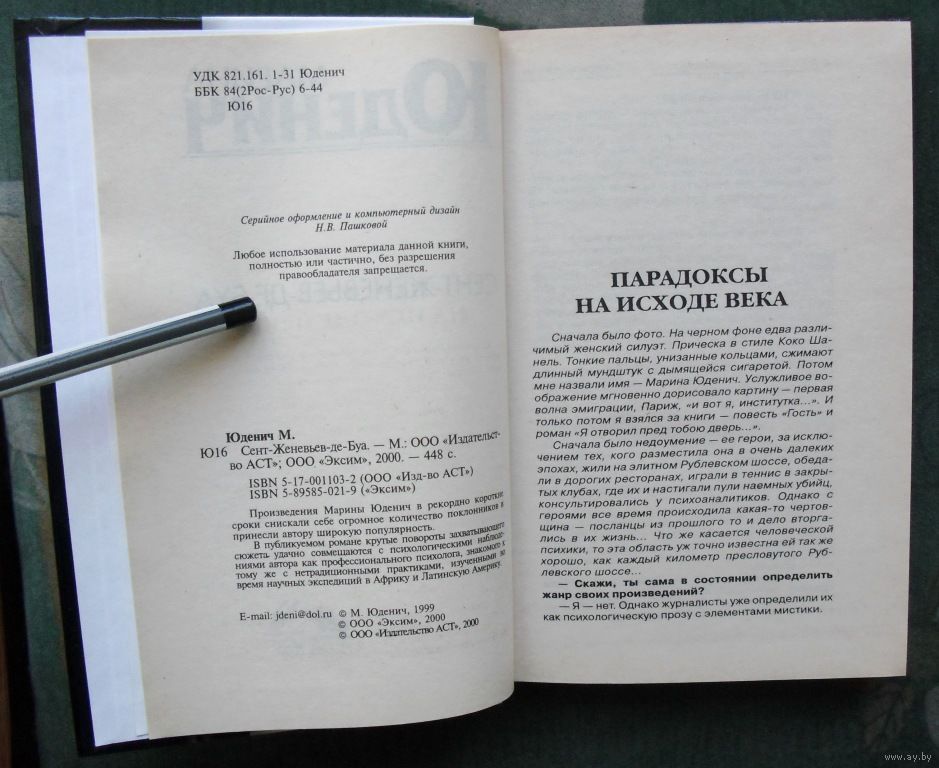 УДК 821.161. 1-31 Юденич
ББК 84(2Рос-Рус) 6-44
Ю16
Серийное оформление и компьютерный дизайн
Н.В. Пашковой
Любое использование материала данной книги,
полностью или частично, без разрешения
правообладателя запрещается.
Юденич М.
Ю16 Сент-Женевьев-де-Буа. — М.: ООО «Издательст-
во АСТ»; ООО «Эксим», 2000. — 448 с.
ISBN 5-17-001103-2 (ООО «Изд-во АСТ»)
ISBN 5-89585-021-9 («Эксим»)
Произведения Марины Юденич в рекордно короткие
сроки снискали себе огромное количество поклонников и
принесли автору широкую популярность.
В публикуемом романе крутые повороты захватывающего
сюжеть удачно совмещаются с психологическими наблюде-
ниями автора как профессионального психолога, знакомого к
тому же с нетрадиционными практиками, изученными во
время научных экспедиций в Африку и Латинскую Америку.
E-mail: jdeni@dol.ru © М. Юденич, 1999
© ООО «Эксим», 2000
© ООО «Издательство АСТ», 2000
ПАРАДОКСЫ
НА ИСХОДЕ ВЕКА
Сначала было фото. На черном фоне едва разли-
чимый женский силуэт. Прическа в стиле Коко Ша-
нель. Тонкие пальцы, унизанные кольцами, сжимают
длинный мундштук с дымящейся сигаретой. Потом
мне назвали имя — Марина Юденич. Услужливое во-
ображение мгновенно дорисовало картину — первая
волна эмиграции, Париж, «и вот я, институтка...». И
только потом я взялся за книги — повесть «Гость» и
роман «Я отворил пред тобою дверь...».
Сначала было недоумение — ее герои, за исклю-
чением тех, кого разместила она в очень далеких
эпохах, жили на элитном Рублевском шоссе, обеда-
ли в дорогих ресторанах, играли в теннис в закры-
тых клубах, где их и настигали пули наемных убийц,
консультировались у психоаналитиков. Однако с
героями все время происходила какая-то чертов-
щина — посланцы из прошлого то и дело вторга-
лись в их жизнь... Что же касается человеческой
психики, то эта область уж точно известна ей так же
хорошо, как каждый километр пресловутого Руб-
левского шоссе...
— Скажи, ты сама в состоянии определить
жанр своих произведений?
— Я — нет. Однако журналисты уже определили их
как психологическую прозу с элементами мистики.
www.ay.by